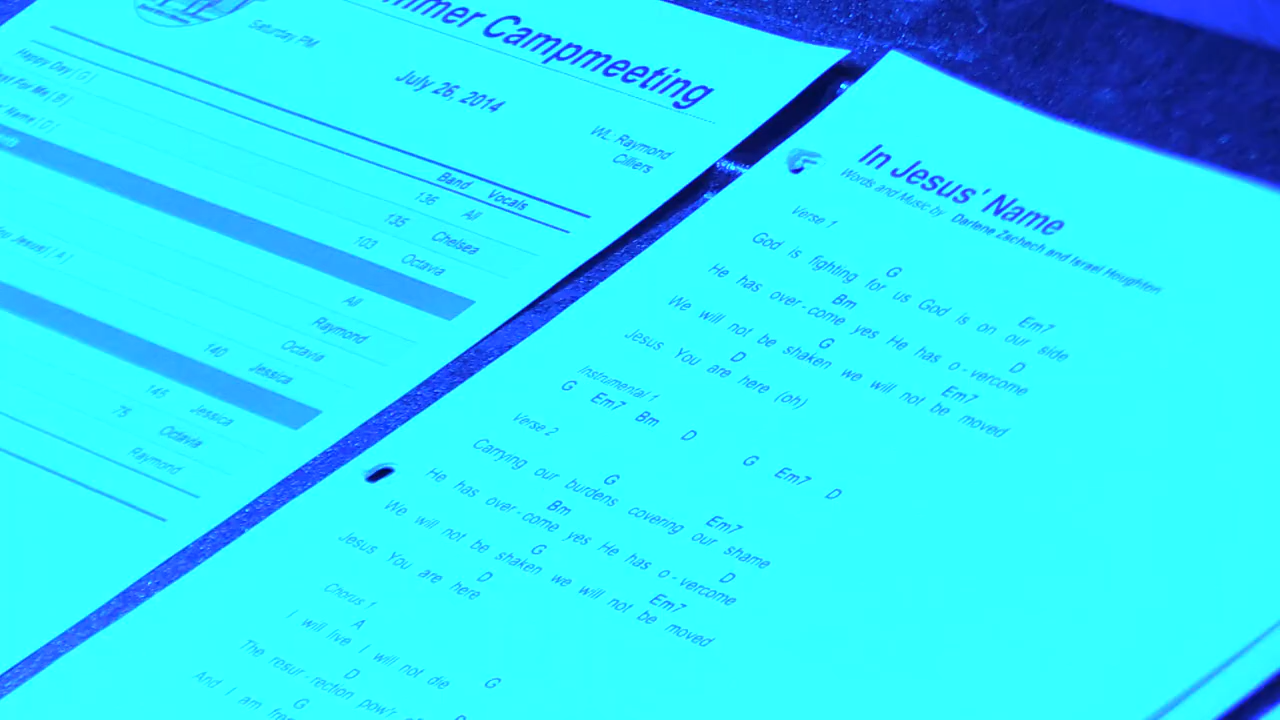 mmer Campmeeting
Saturday PM
July 26, 2014
WL Raymond
Cilliers
Band Vocals
Happy Day [ G ] 136 All
For Me [ B ] 135 Chelsea
Name [ D ] 103 Octavia
All
Jesus! [ A ] Raymond
Octavia
140 Jessica
145 Jessica
75 Octavia
Raymond
In Jesus' Name
Words and Music by Darlene Zschech and Israel Houghton
Verse 1
G Em7
God is fighting for us God is on our side
Bm D
He has over-come yes He has o-vercome
G Em7
We will not be shaken we will not be moved
D
Jesus You are here (oh)
Instrumental 1
G Em7 Bm D G Em7 D
Verse 2
G Em7
Carrying our burdens covering our shame
Bm D
He has over-come yes He has o-vercome
G Em7
We will not be shaken we will not be moved
D
Jesus You are here
Chorus 1
A G
I will live I will not die
D
The resur-rection pow'r
G
And I am